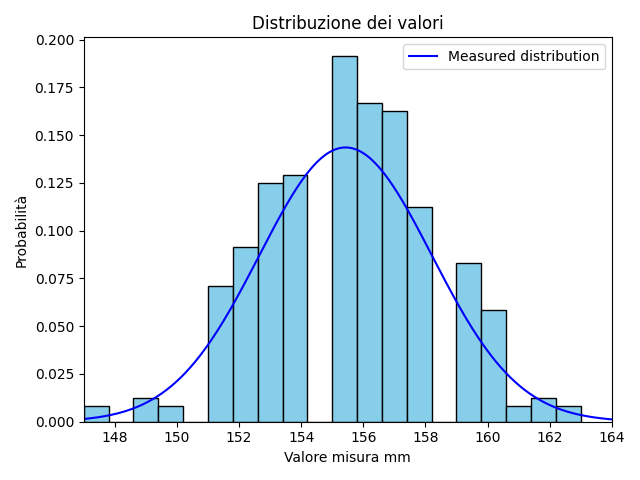 Distribuzione dei valori
Measured distribution
0.200
0.175
0.150
0.125
0.100
0.075
0.050
0.025
0.000
Probabilità
148 150 152 154 156 158 160 162 164
Valore misura mm